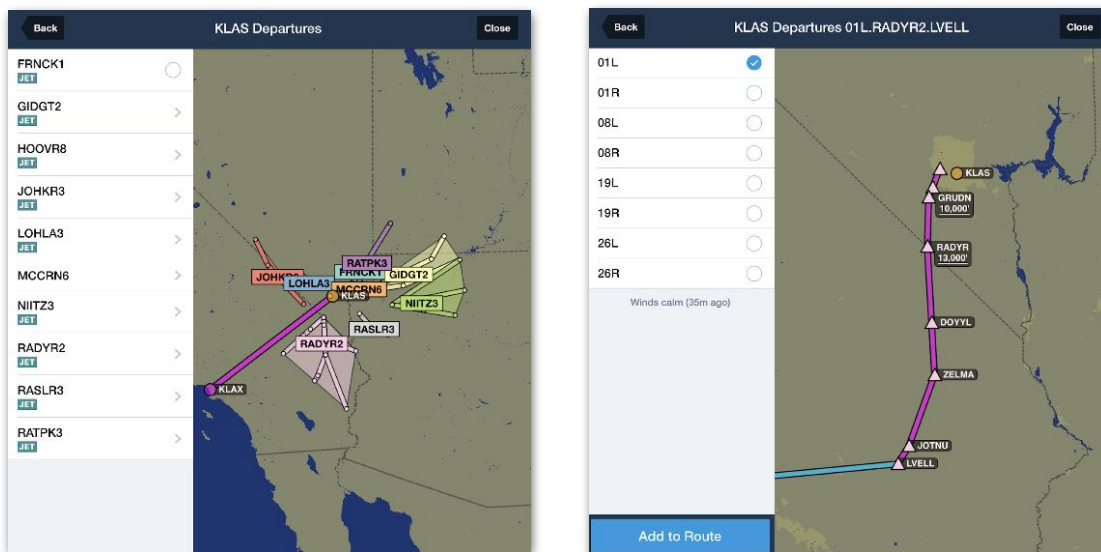 Back
KLAS Departures
Close
FRNCK1
JET
GIDGT2
JET
HOOVR8
JET
JOHKR3
JET
LOHLA3
JET
MCCRN6
NIITZ3
JET
RADYR2
JET
RASLR3
JET
RATPK3
JET
RATPK3
FRNCK1
GIDGT2
LOHLA3
MCCRN6
KLAS
NIITZ3
RASLR3
RADYR2
KLAX
Back
KLAS Departures 01L.RADYR2.LVELL
Close
01L
01R
08L
08R
19L
19R
26L
26R
Winds calm (35m ago)
Add to Route
KLAS
GRUDN
10,000'
RADYR
13,000'
DOYYL
ZELMA
JOTNU
LVELL